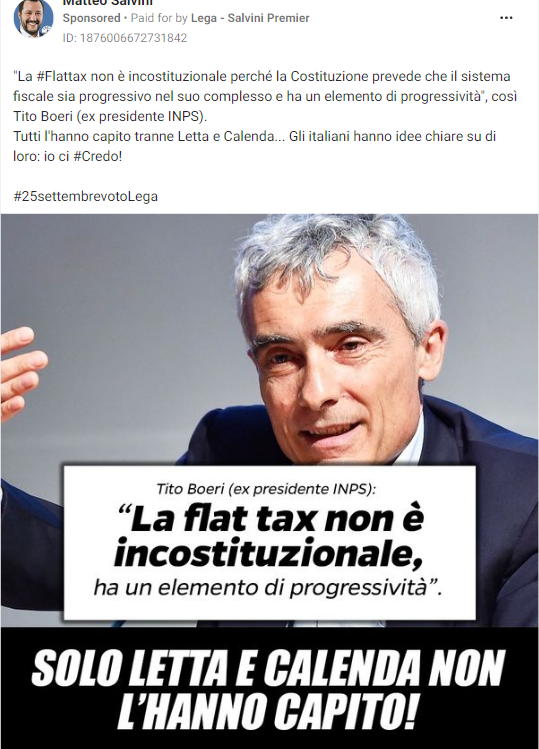 Matteo Salvini
Sponsored • Paid for by Lega - Salvini Premier
ID: 1876006672731842
"La #Flattax non è incostituzionale perché la Costituzione prevede che il sistema
fiscale sia progressivo nel suo complesso e ha un elemento di progressività", così
Tito Boeri (ex presidente INPS).
Tutti l'hanno capito tranne Letta e Calenda... Gli italiani hanno idee chiare su di
loro: io ci #Credo!
#25settembrevotoLega
Tito Boeri (ex presidente INPS):
“La flat tax non è
incostituzionale,
ha un elemento di progressività”.
SOLO LETTA E CALENDA NON
L'HANNO CAPITO!